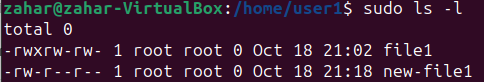 zahar@zahar-VirtualBox:/home/user1$ sudo ls -l
total 0
-rwxrw-rw- 1 root root 0 Oct 18 21:02 file1
-rw-r--r-- 1 root root 0 Oct 18 21:18 new-file1